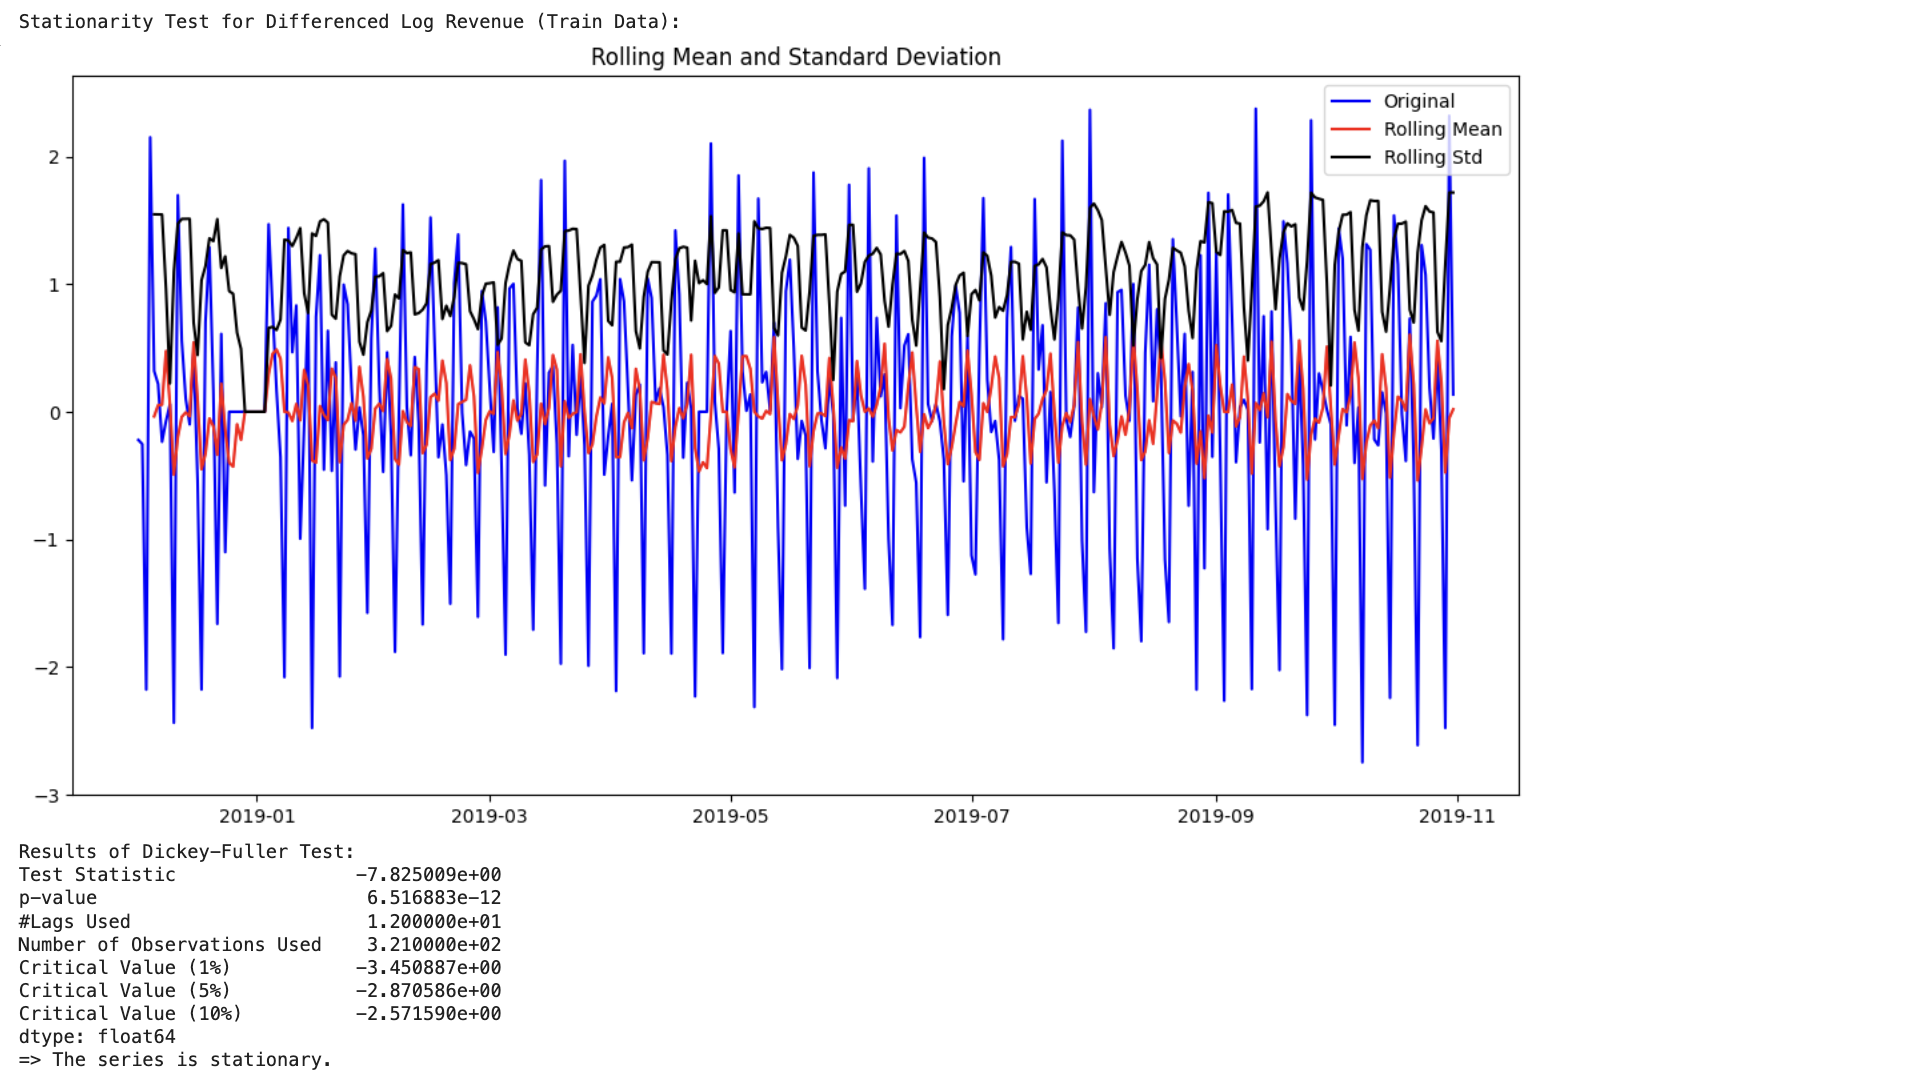 Stationarity Test for Differenced Log Revenue (Train Data):
Rolling Mean and Standard Deviation
Original
Rolling Mean
Rolling Std
2
1
0
−1
−2
−3
2019-01
2019-03
2019-05
2019-07
2019-09
2019-11
Results of Dickey-Fuller Test:
Test Statistic -7.825009e+00
p-value 6.516883e-12
#Lags Used 1.200000e+01
Number of Observations Used 3.210000e+02
Critical Value (1%) -3.450887e+00
Critical Value (5%) -2.870586e+00
Critical Value (10%) -2.571590e+00
dtype: float64
=> The series is stationary.